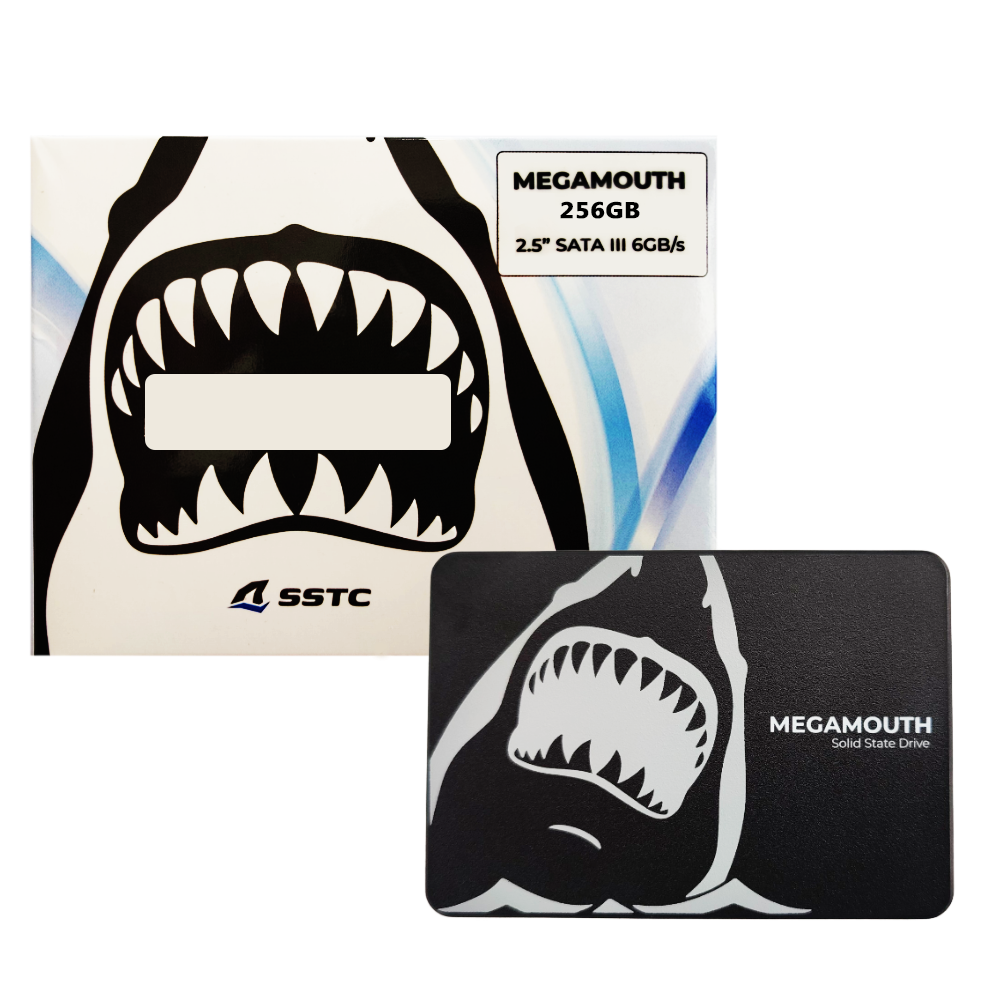 MEGAMOUTH
256GB
2.5” SATA III 6GB/s
SSTC
MEGAMOUTH
Solid State Drive